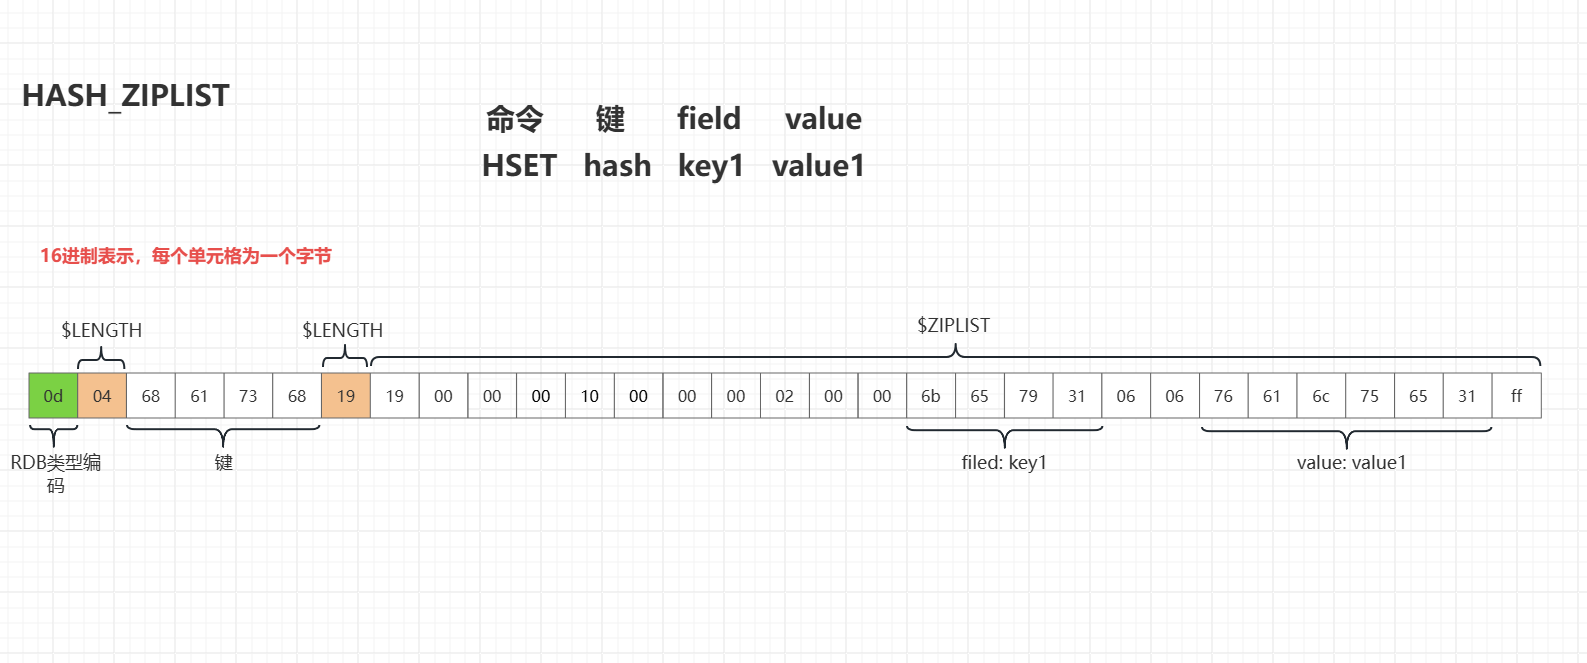 HASH_ZIPLIST
命令 键 field value
HSET hash key1 value1
16进制表示，每个单元格为一个字节
$LENGTH $LENGTH $ZIPLIST
0d 04 68 61 73 68 19 19 00 00 00 10 00 00 00 02 00 00 6b 65 79 31 06 06 76 61 6c 75 65 31 ff
RDB类型编
码
键
filed: key1
value: value1